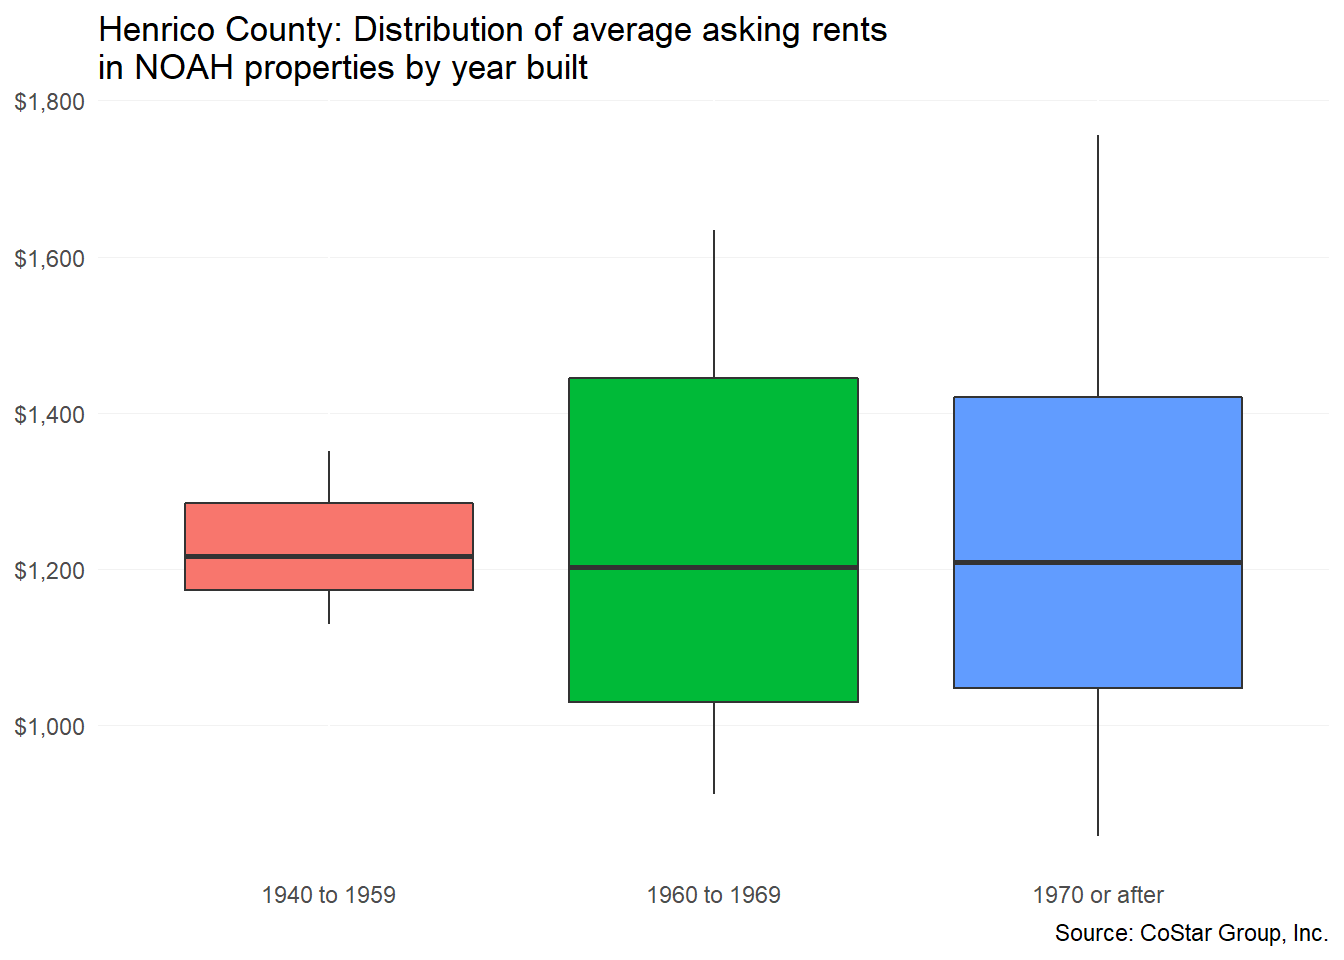 Henrico County: Distribution of average asking rents
in NOAH properties by year built
$1,800
$1,600
$1,400
$1,200
$1,000
1940 to 1959
1960 to 1969
1970 or after
Source: CoStar Group, Inc.